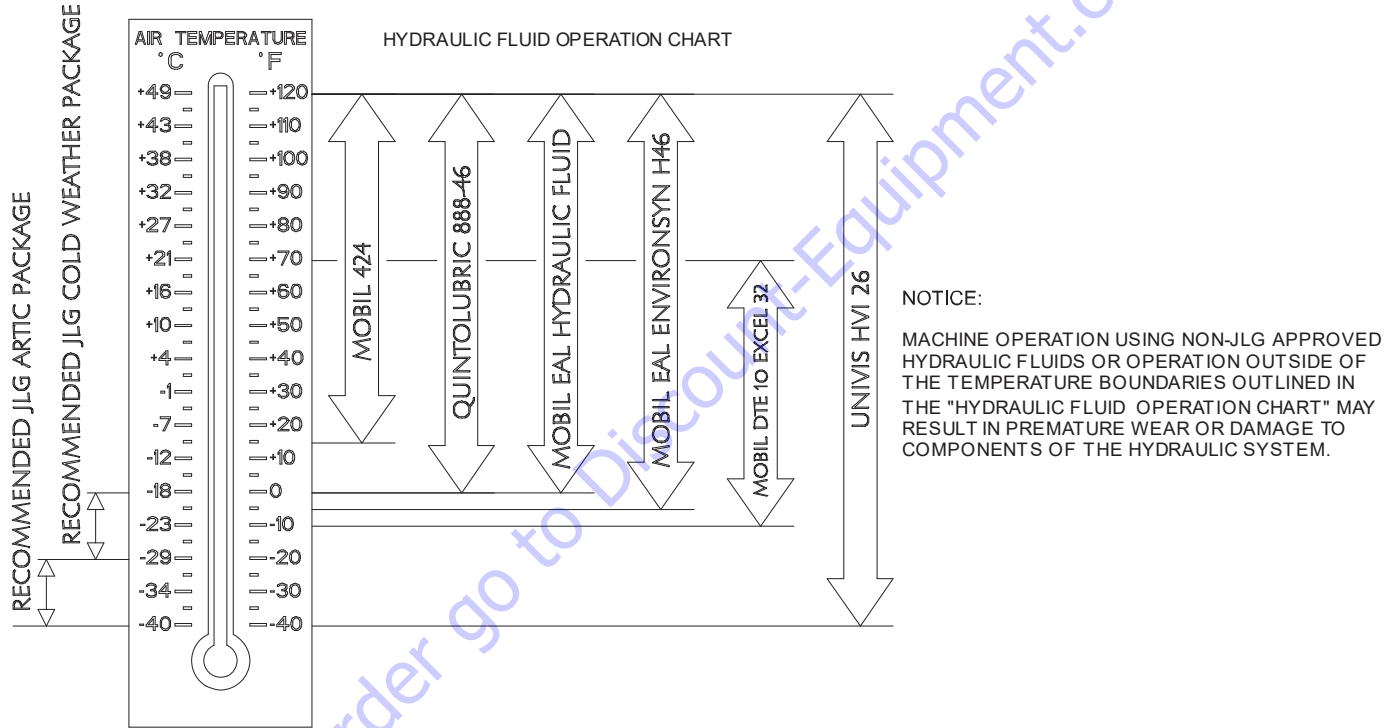 HYDRAULIC FLUID OPERATION CHART
AIR TEMPERATURE
°C °F
+49 +120
+43 +110
+38 +100
+32 +90
+27 +80
+21 +70
+16 +60
+10 +50
+4 +40
-1 +30
-7 +20
-12 +10
-18 0
-23 -10
-29 -20
-34 -30
-40 -40
RECOMMENDED JLG ARTIC PACKAGE
RECOMMENDED JLG COLD WEATHER PACKAGE
MOBIL 424
QUINTOLUBRIC 888-46
MOBIL EAL HYDRAULIC FLUID
MOBIL EAL ENVIRONSYN H46
MOBIL DTE 10 EXCEL 32
UNIVIS HVI 26
NOTICE:
MACHINE OPERATION USING NON-JLG APPROVED
HYDRAULIC FLUIDS OR OPERATION OUTSIDE OF
THE TEMPERATURE BOUNDARIES OUTLINED IN
THE "HYDRAULIC FLUID OPERATION CHART" MAY
RESULT IN PREMATURE WEAR OR DAMAGE TO
COMPONENTS OF THE HYDRAULIC SYSTEM.
go to Discount-Equipment.c